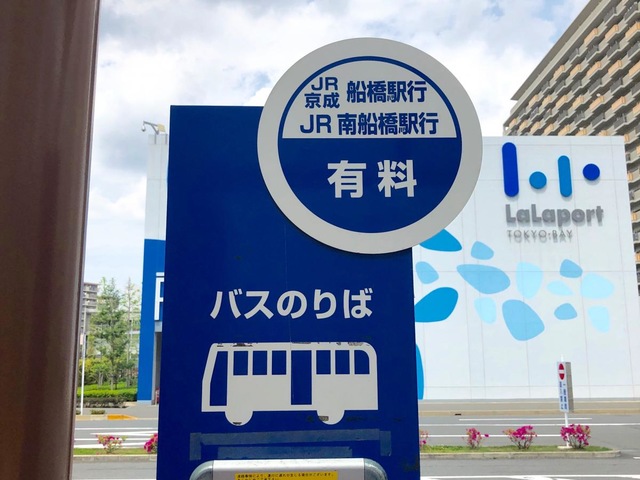 JR
京成 船橋駅行
JR 南船橋駅行
有料
バスのりば
LaLaport
TOKYO-BAY